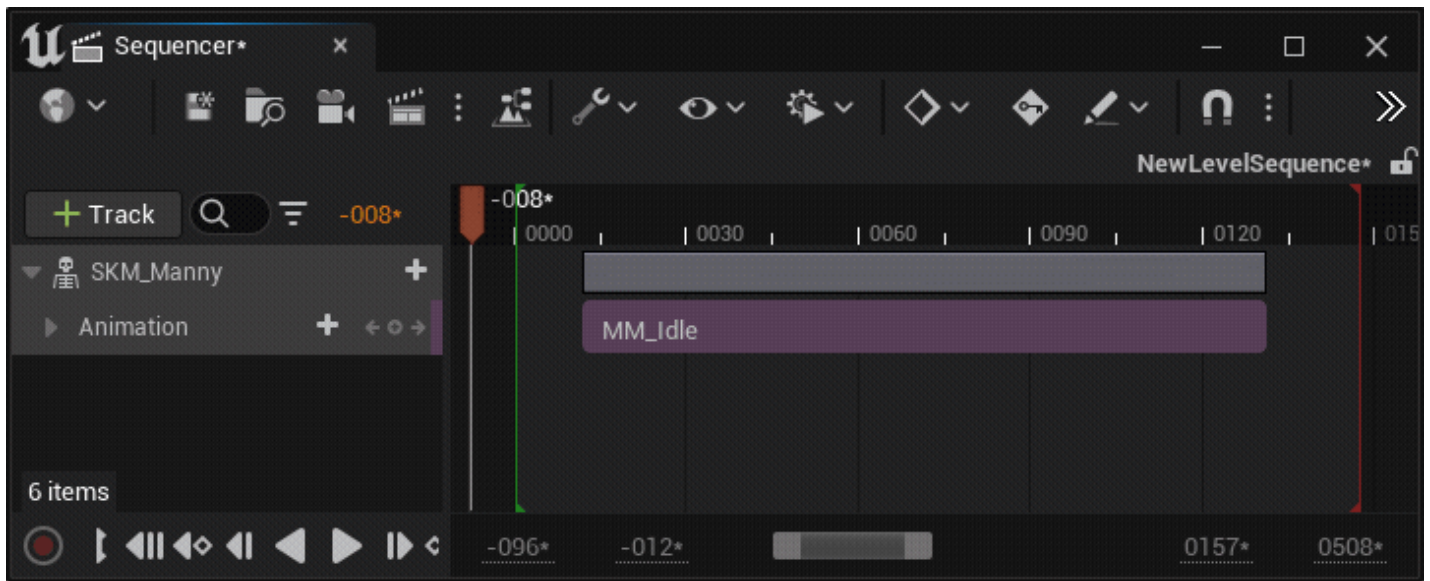 Sequencer*
NewLevelSequence*
+ Track
-008*
-008*
0000 0030 0060 0090 0120 015
SKM_Manny
Animation
MM_Idle
6 items
-096* -012* 0157* 0508*